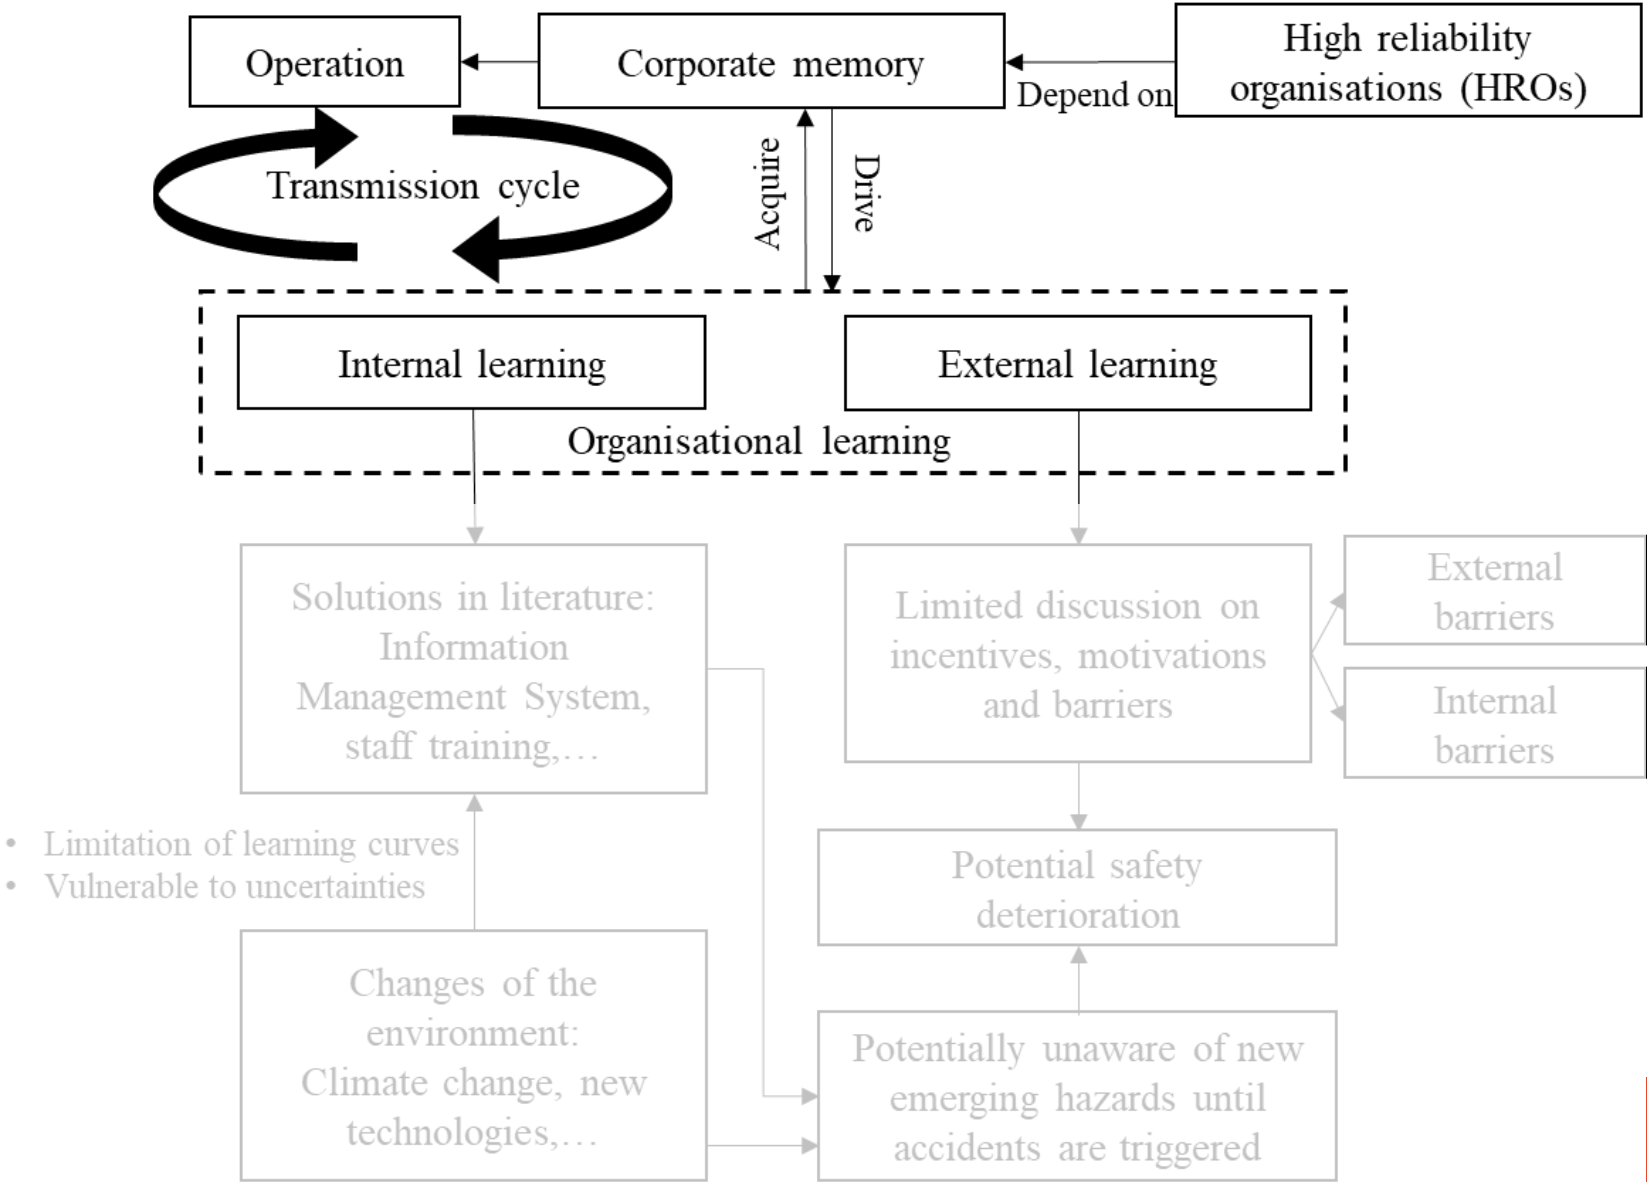 Operation
Corporate memory
High reliability
organisations (HROs)
Depend on
Transmission cycle
Acquire
Drive
Internal learning
External learning
Organisational learning
Solutions in literature:
Information
Management System,
staff training,…
Limited discussion on
incentives, motivations
and barriers
External
barriers
Internal
barriers
• Limitation of learning curves
• Vulnerable to uncertainties
Potential safety
deterioration
Changes of the
environment:
Climate change, new
technologies,…
Potentially unaware of new
emerging hazards until
accidents are triggered